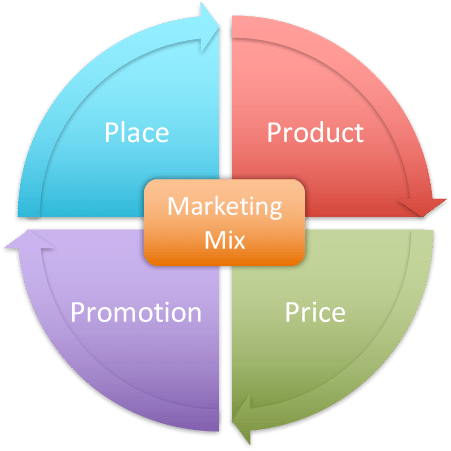 Place
Product
Marketing
Mix
Promotion
Price